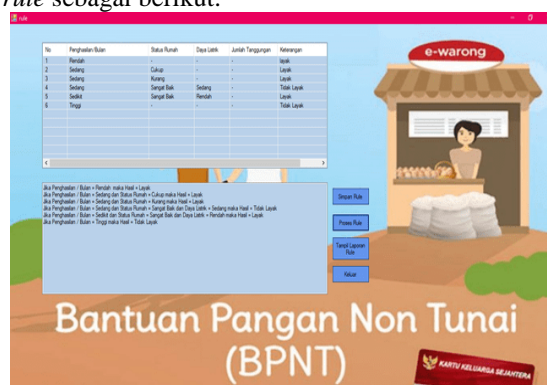 rule sebagai berikut.
rule
No Penghasilan/Bulan Status Rumah Daya Listrik Jumlah Tanggungan Keterangan
1 Rendah - - - layak
2 Sedang Cukup - - Layak
3 Sedang Kurang - - Layak
4 Sedang Sangat Baik Sedang - Tidak Layak
5 Sedikit Sangat Baik Rendah - Layak
6 Tinggi - - - Tidak Layak
e-warong
Jika Penghasilan / Bulan = Rendah maka Hasil = Layak
Jika Penghasilan / Bulan = Sedang dan Status Rumah = Cukup maka Hasil = Layak
Jika Penghasilan / Bulan = Sedang dan Status Rumah = Kurang maka Hasil = Layak
Jika Penghasilan / Bulan = Sedang dan Status Rumah = Sangat Baik dan Daya Listrik = Sedang maka Hasil = Tidak Layak
Jika Penghasilan / Bulan = Sedikit dan Status Rumah = Sangat Baik dan Daya Listrik = Rendah maka Hasil = Layak
Jika Penghasilan / Bulan = Tinggi maka Hasil = Tidak Layak
Simpan Rule
Proses Rule
Tampil Laporan
Rule
Keluar
Bantuan Pangan Non Tunai
(BPNT)
KARTU KELUARGA SEJAHTERA